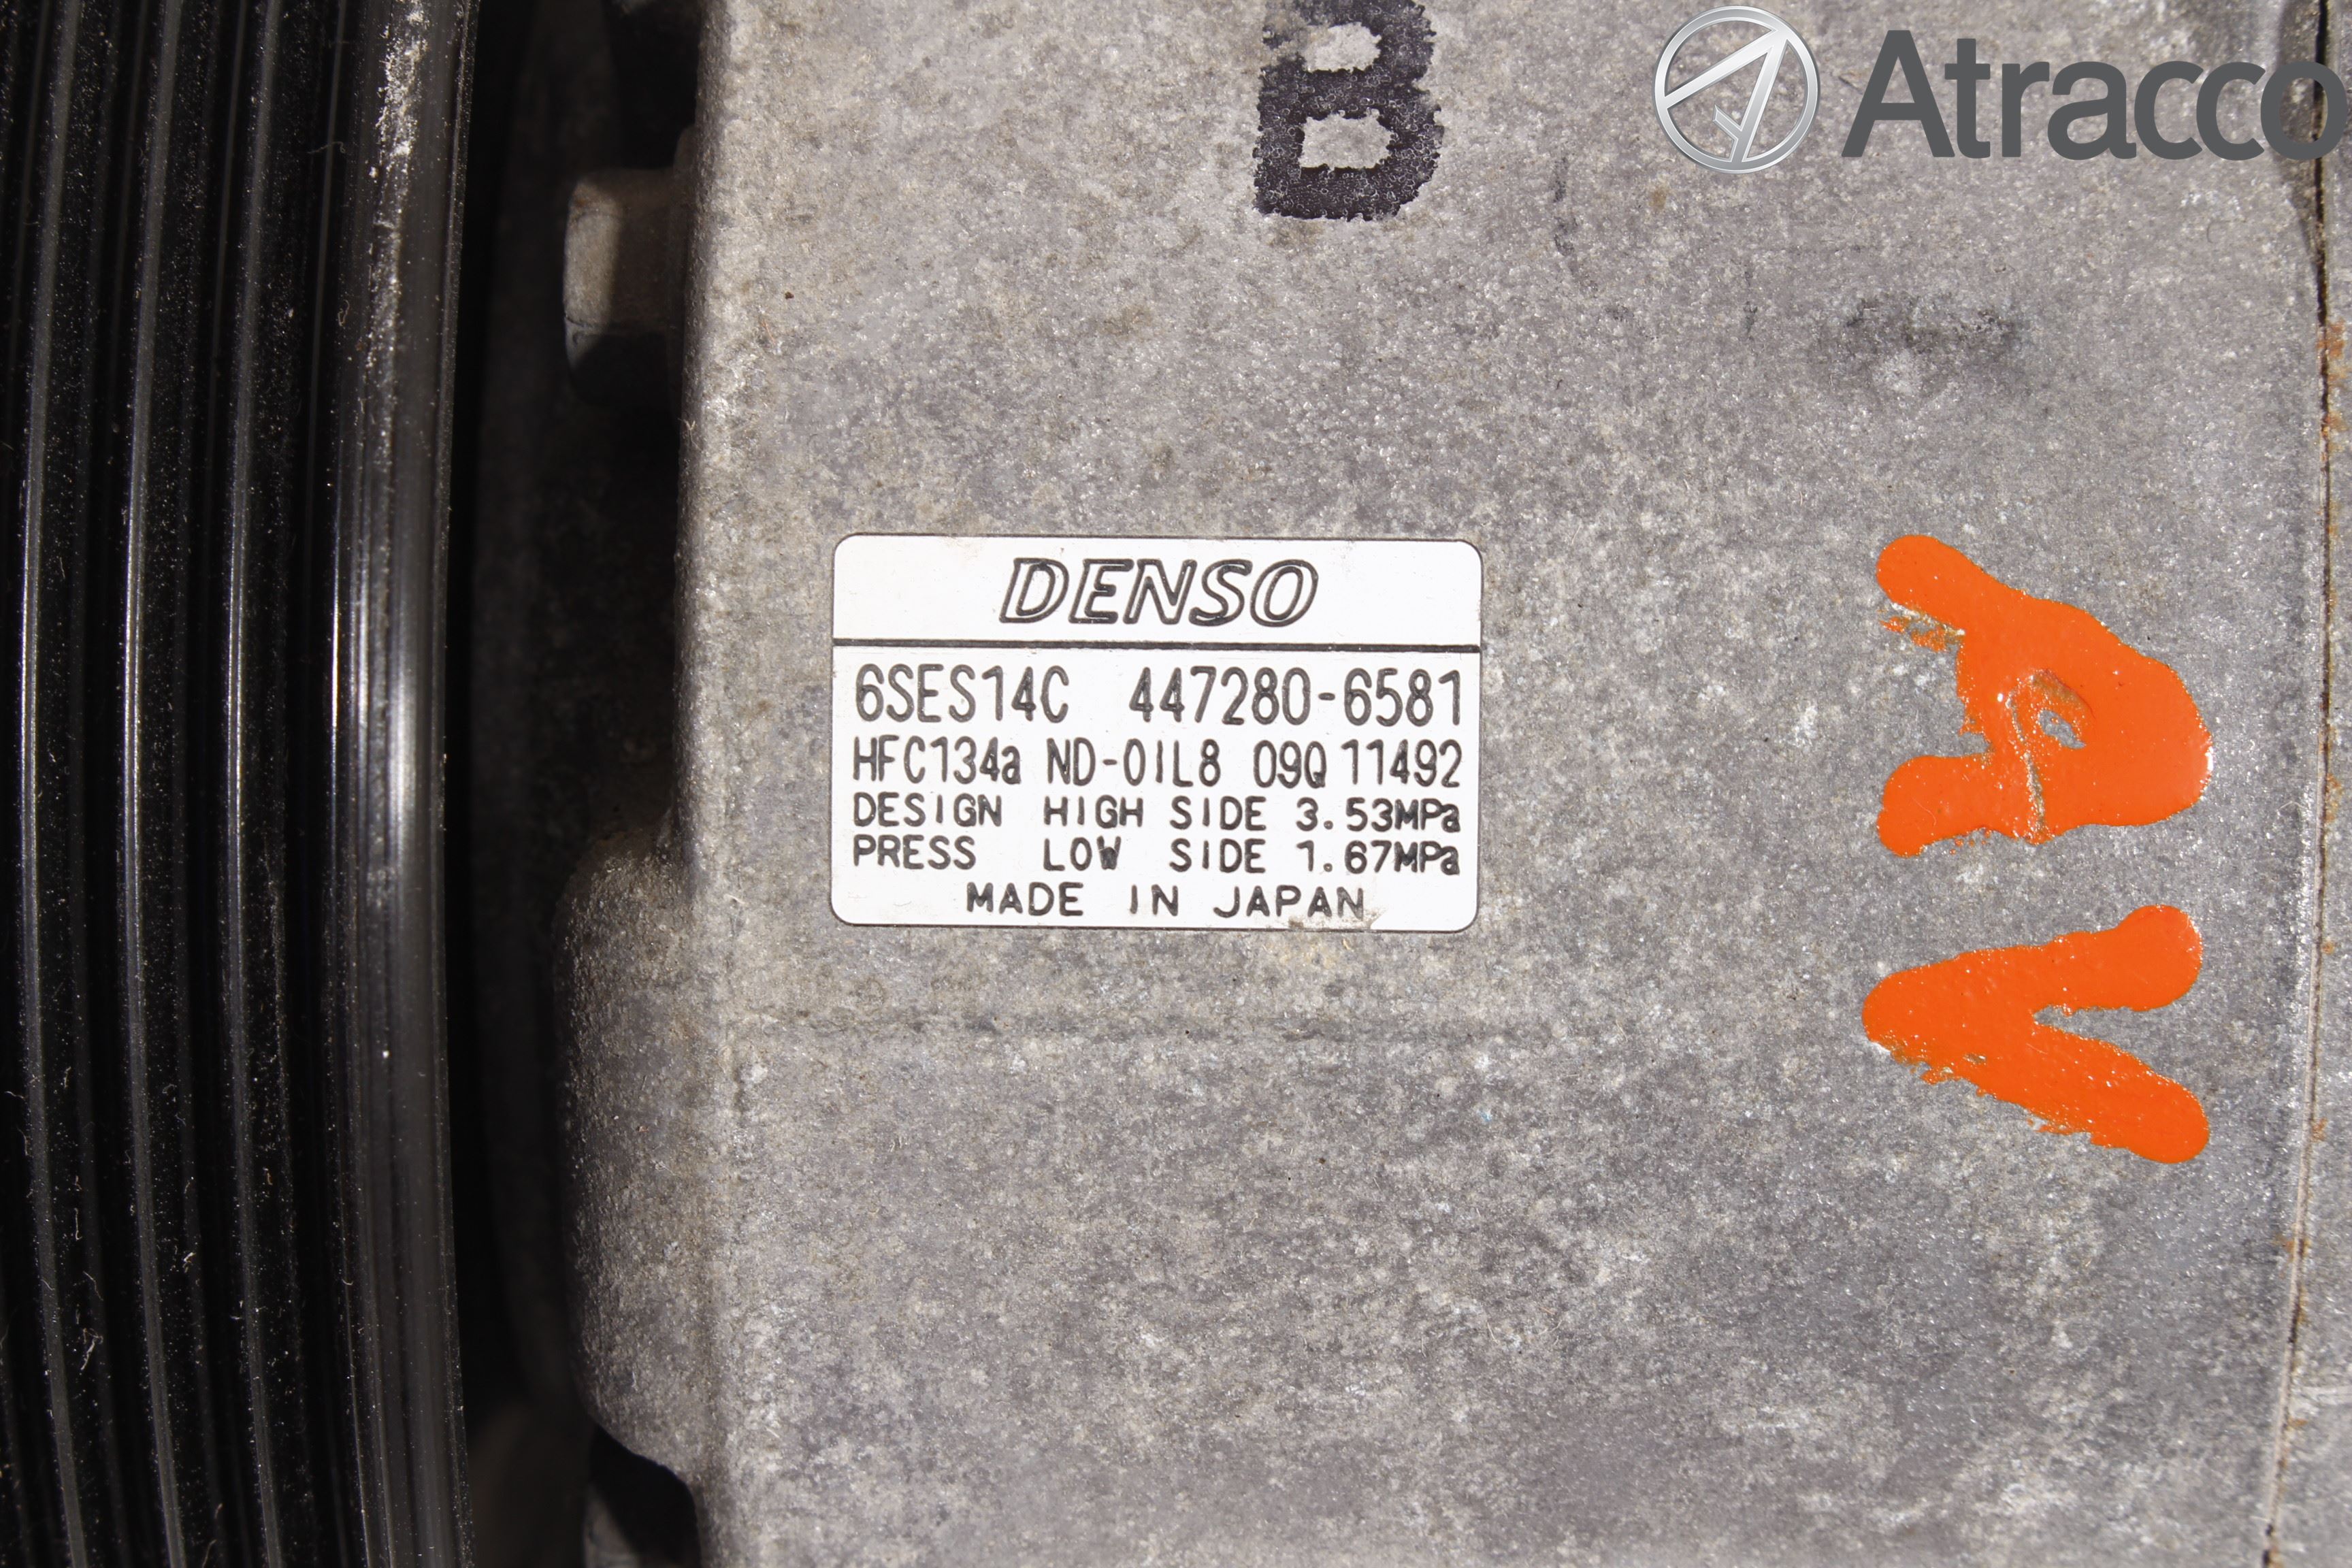 B
Atracco
DENSO
6SES14C 447280-6581
HFC134a ND-OIL8 09Q 11492
DESIGN HIGH SIDE 3.53MPa
PRESS LOW SIDE 1.67MPa
MADE IN JAPAN
AV